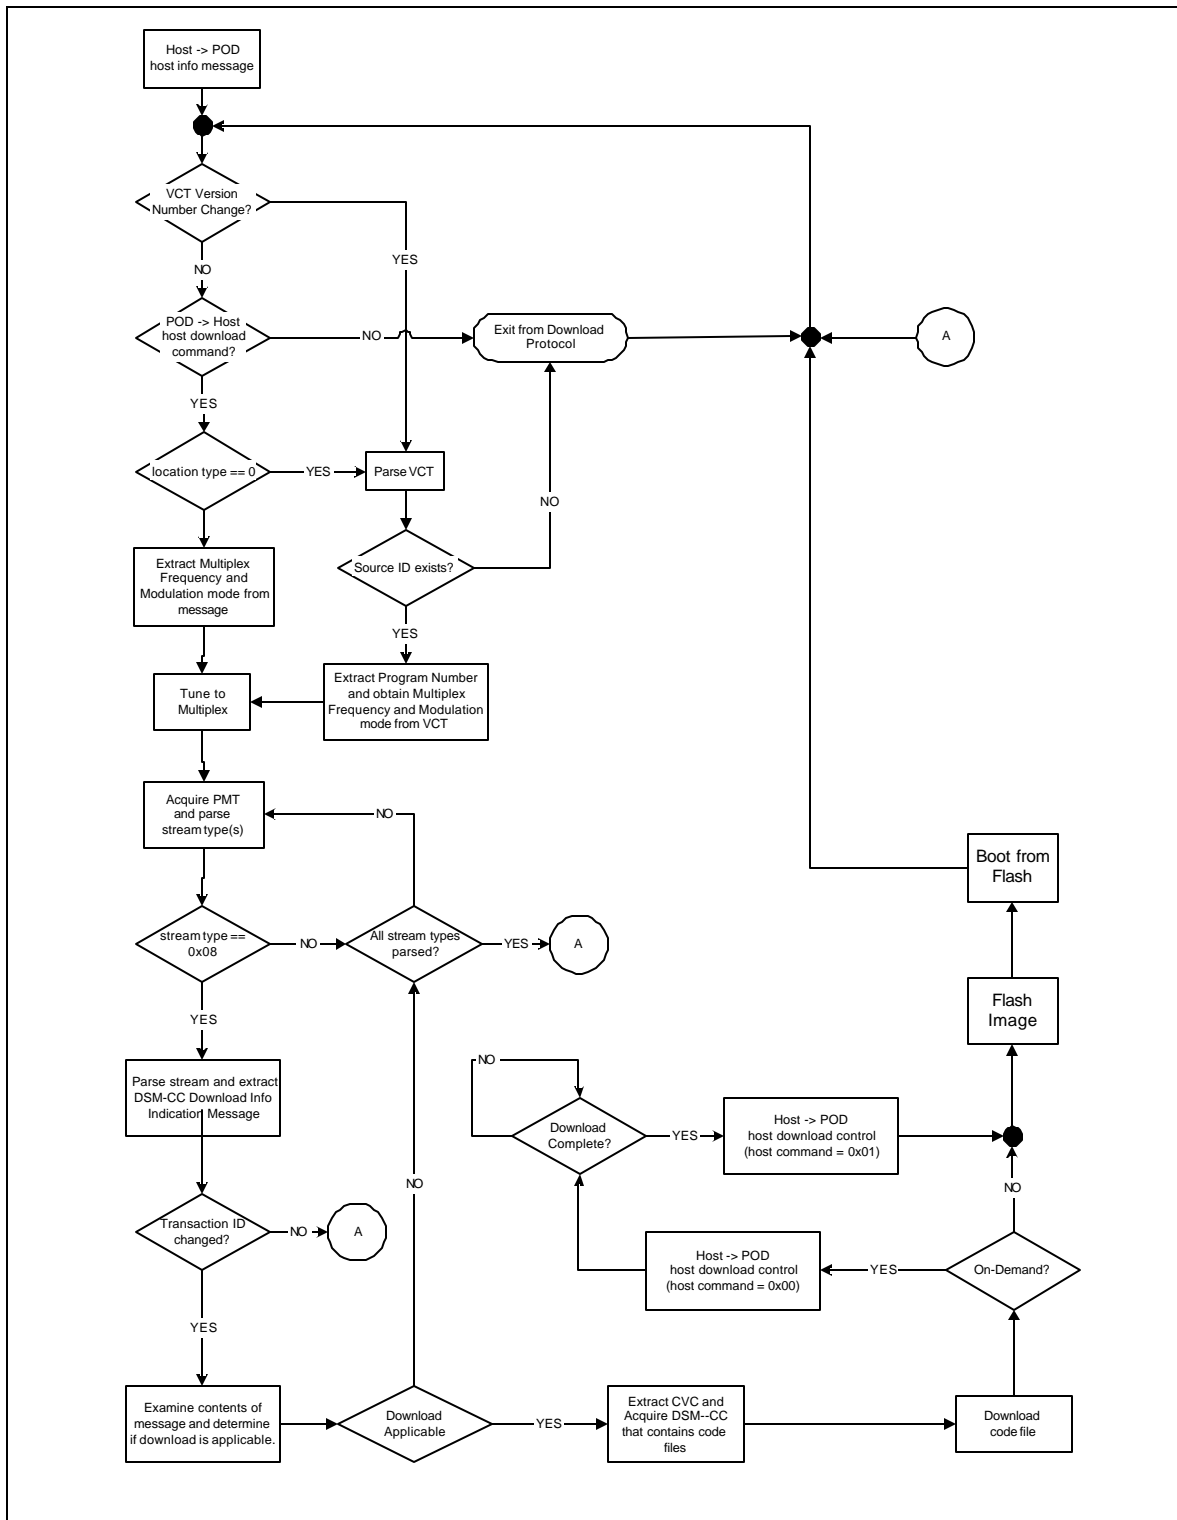 Host -> POD
host info message
VCT Version
Number Change?
YES
NO
POD -> Host
host download
command?
NO
Exit from Download
Protocol
A
YES
location type == 0
YES
Parse VCT
NO
Extract Multiplex
Frequency and
Modulation mode from
message
Source ID exists?
YES
Tune to
Multiplex
Extract Program Number
and obtain Multiplex
Frequency and Modulation
mode from VCT
Acquire PMT
and parse
stream type(s)
NO
Boot from
Flash
stream type ==
0x08
NO
All stream types
parsed?
YES
A
YES
Flash
Image
Parse stream and extract
DSM-CC Download Info
Indication Message
NO
Download
Complete?
YES
Host -> POD
host download control
(host command = 0x01)
NO
NO
Transaction ID
changed?
NO
A
Host -> POD
host download control
(host command = 0x00)
YES
On-Demand?
YES
Examine contents of
message and determine
if download is applicable.
Download
Applicable
YES
Extract CVC and
Acquire DSM--CC
that contains code
files
Download
code file